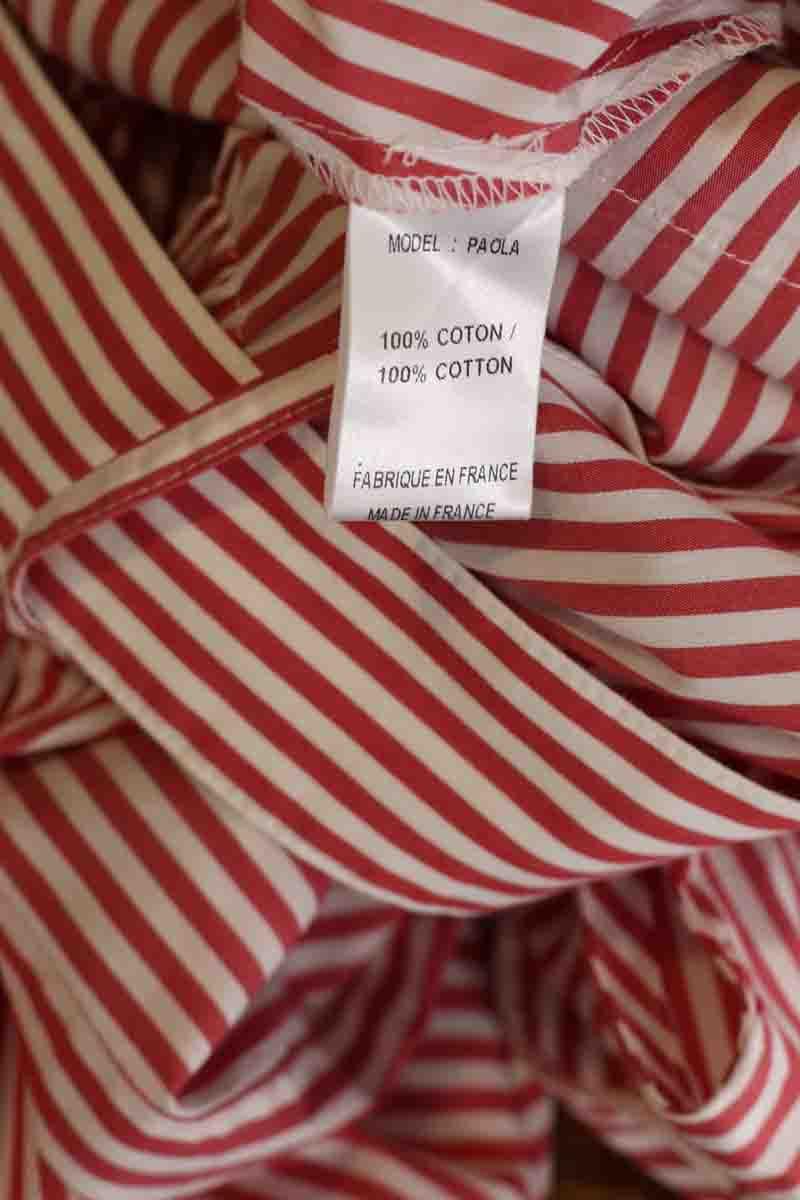 MODEL : PAOLA
100% COTON /
100% COTTON
FABRIQUE EN FRANCE
MADE IN FRANCE